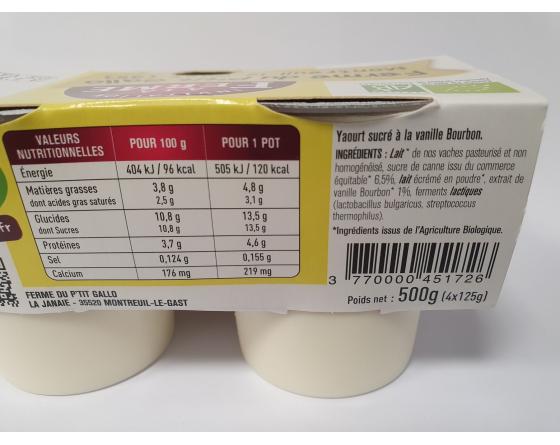 VALEURS NUTRITIONNELLES POUR 100 g POUR 1 POT
Énergie 404 kJ / 96 kcal 505 kJ / 120 kcal
Matières grasses 3,8 g 4,8 g
dont acides gras saturés 2,5 g 3,1 g
Glucides 10,8 g 13,5 g
dont Sucres 10,8 g 13,5 g
Protéines 3,7 g 4,6 g
Sel 0,124 g 0,155 g
Calcium 176 mg 219 mg
FERME DU P'TIT GALLO
LA JANAIE - 35520 MONTREUIL-LE-GAST
Yaourt sucré à la vanille Bourbon.
INGRÉDIENTS : Lait* de nos vaches pasteurisé et non
homogénéisé, sucre de canne issu du commerce
équitable* 6,5%, lait écrémé en poudre*, extrait de
vanille Bourbon* 1%, ferments lactiques
(lactobacillus bulgaricus, streptococcus
thermophilus).
*Ingrédients issus de l'Agriculture Biologique.
3 770000 451726
Poids net : 500g (4x125g)
.fr